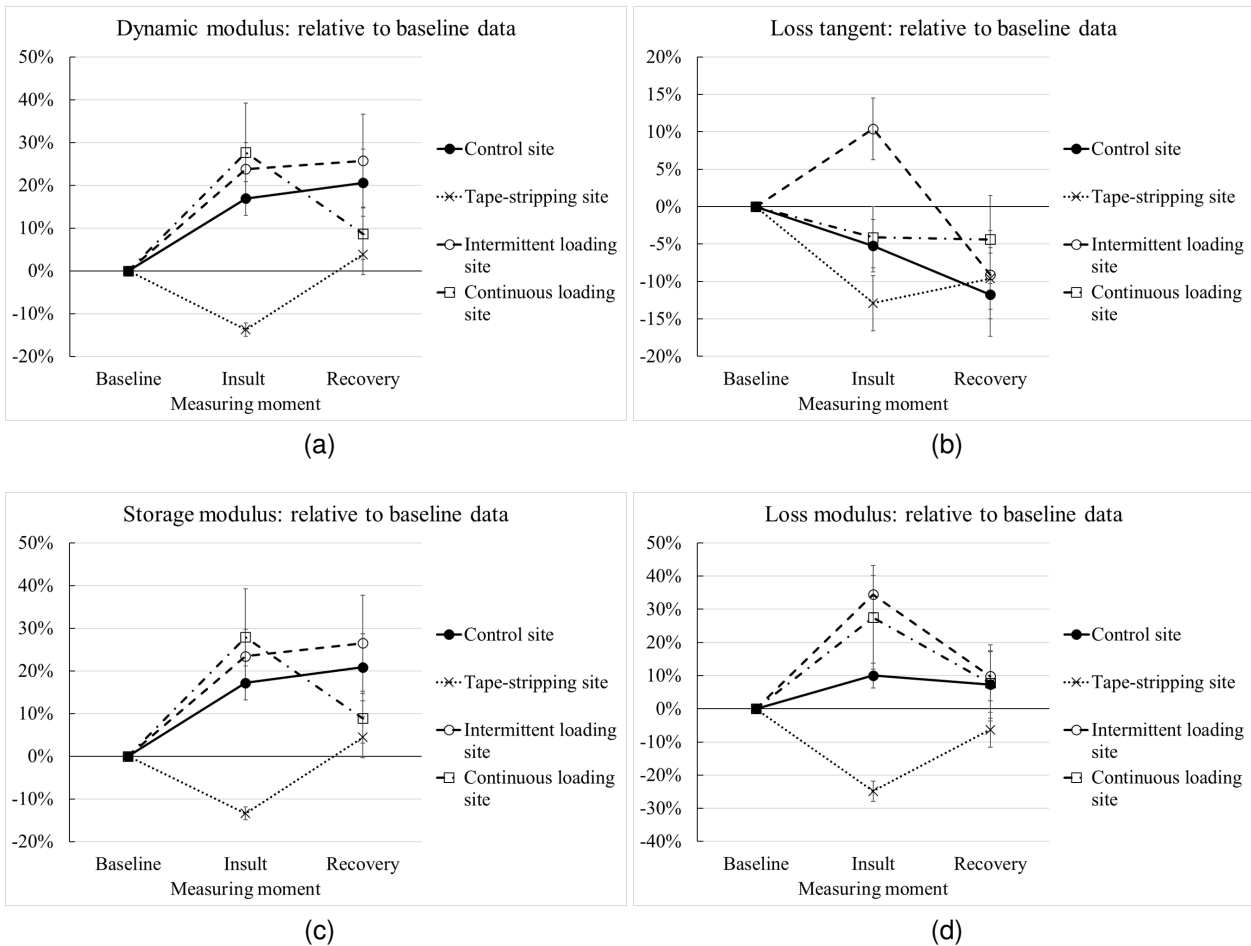 Dynamic modulus: relative to baseline data
50%
40%
30%
20%
10%
0%
-10%
-20%
Baseline Insult Recovery
Measuring moment
Control site
Tape-stripping site
Intermittent loading
site
Continuous loading
site
(a)
Loss tangent: relative to baseline data
20%
15%
10%
5%
0%
-5%
-10%
-15%
-20%
Baseline Insult Recovery
Measuring moment
Control site
Tape-stripping site
Intermittent loading
site
Continuous loading
site
(b)
Storage modulus: relative to baseline data
50%
40%
30%
20%
10%
0%
-10%
-20%
Baseline Insult Recovery
Measuring moment
Control site
Tape-stripping site
Intermittent loading
site
Continuous loading
site
(c)
Loss modulus: relative to baseline data
50%
40%
30%
20%
10%
0%
-10%
-20%
-30%
-40%
Baseline Insult Recovery
Measuring moment
Control site
Tape-stripping site
Intermittent loading
site
Continuous loading
site
(d)